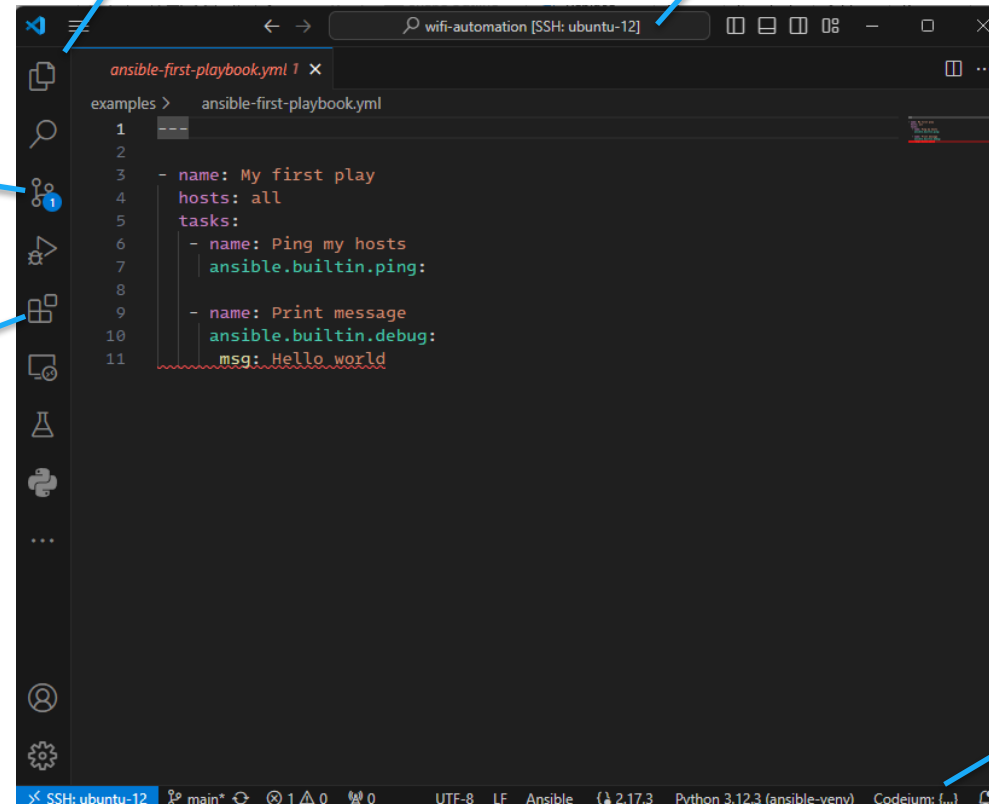 wifi-automation [SSH: ubuntu-12]
ansible-first-playbook.yml 1
examples > ansible-first-playbook.yml
1 ---
2
3 - name: My first play
4 hosts: all
5 tasks:
6 - name: Ping my hosts
7 ansible.builtin.ping:
8
9 - name: Print message
10 ansible.builtin.debug:
11 msg: Hello world
1
SSH: ubuntu-12 main* 1 0 0 UTF-8 LF Ansible 2.17.3 Python 3.12.3 (ansible-venv) Codeium: {...}